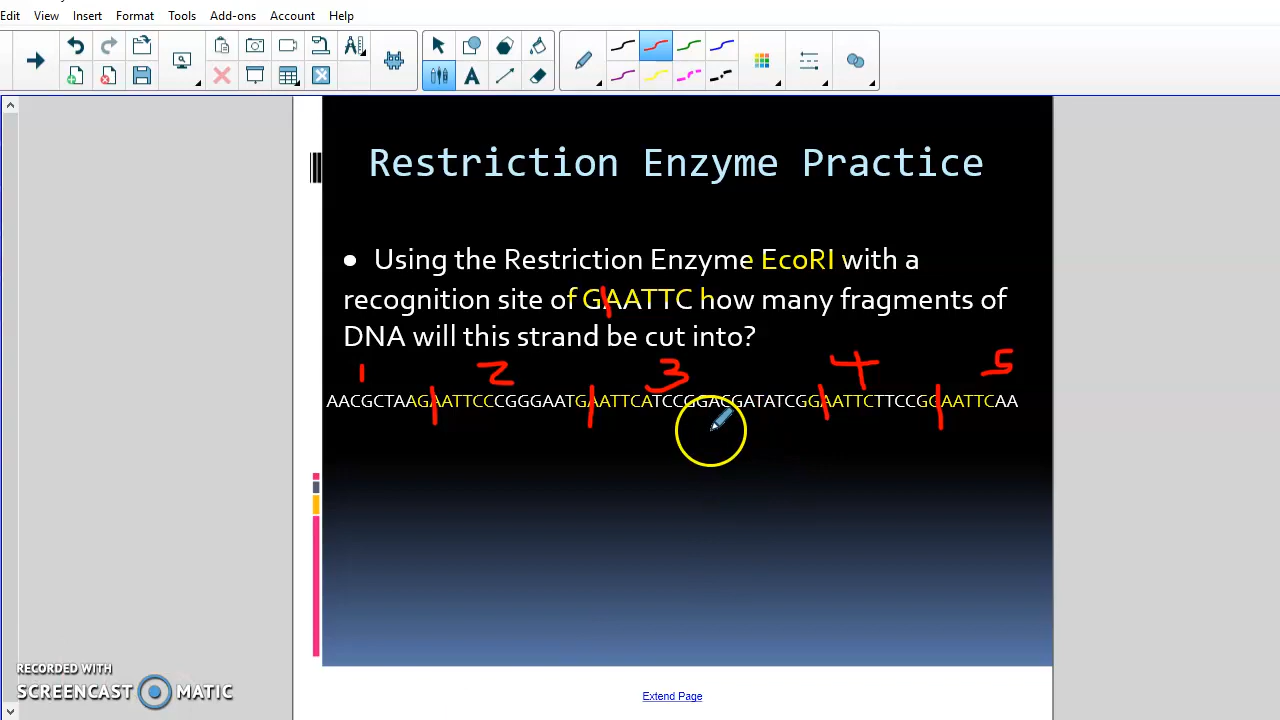 Edit View Insert Format Tools Add-ons Account Help
Restriction Enzyme Practice
● Using the Restriction Enzyme EcoRI with a
recognition site of GAATTC how many fragments of
DNA will this strand be cut into?
1 2 3 4 5
AACGCTAAGAATTCCCGGGAATGAATTCATCCGGACGATATCGGAATTCTTCCGGAATTCAA
RECORDED WITH
SCREENCAST MATIC
Extend Page